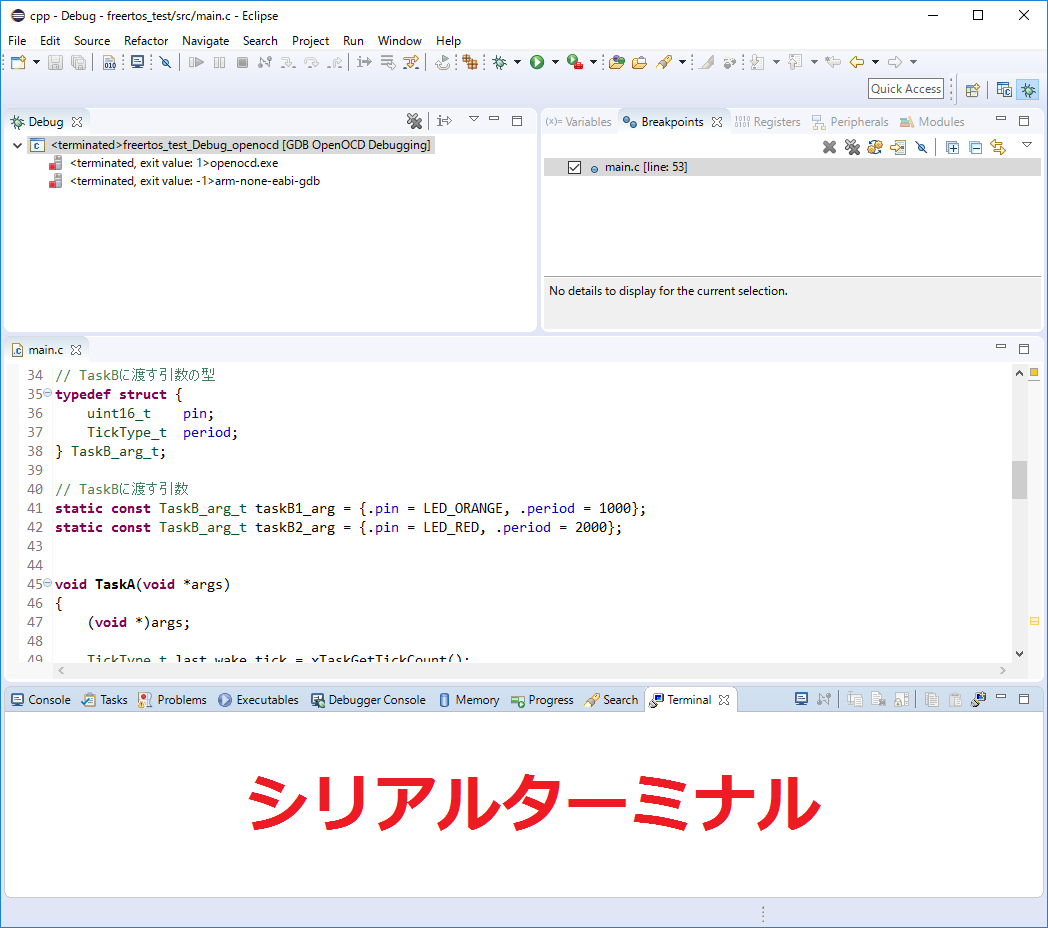 cpp - Debug - freertos_test/src/main.c - Eclipse
File Edit Source Refactor Navigate Search Project Run Window Help
Quick Access
Debug
<terminated>freertos_test_Debug_openocd [GDB OpenOCD Debugging]
<terminated, exit value: 1>openocd.exe
<terminated, exit value: -1>arm-none-eabi-gdb
(x)= Variables Breakpoints Registers Peripherals Modules
main.c [line: 53]
No details to display for the current selection.
main.c
34 // TaskBに渡す引数の型
35 typedef struct {
36 uint16_t pin;
37 TickType_t period;
38 } TaskB_arg_t;
39
40 // TaskBに渡す引数
41 static const TaskB_arg_t taskB1_arg = {.pin = LED_ORANGE, .period = 1000};
42 static const TaskB_arg_t taskB2_arg = {.pin = LED_RED, .period = 2000};
43
44
45 void TaskA(void *args)
46 {
47 (void *)args;
48
49 TickType_t last_wake_tick = xTaskGetTickCount();
Console Tasks Problems Executables Debugger Console Memory Progress Search Terminal
シリアルターミナル